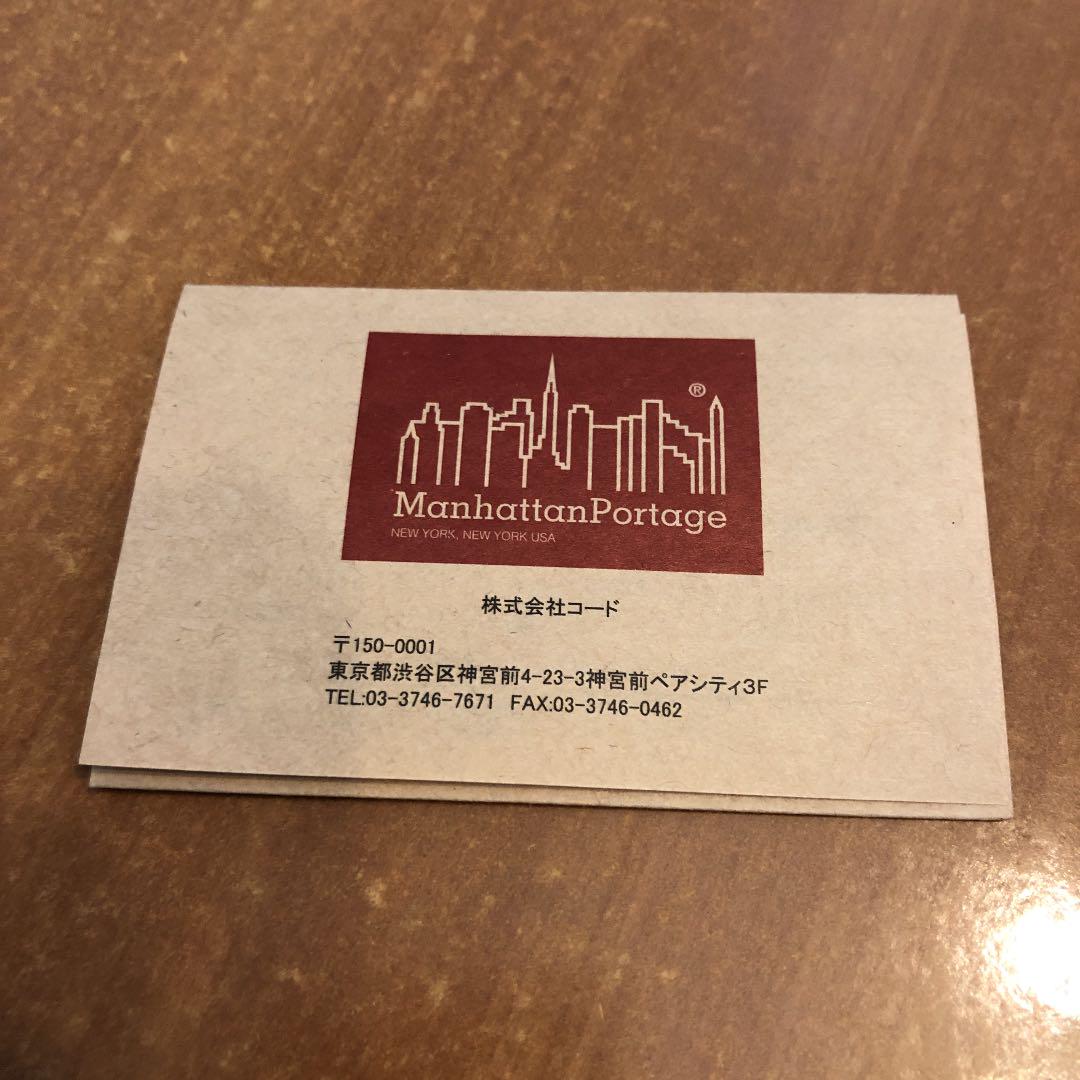 ®
ManhattanPortage
NEW YORK, NEW YORK USA
株式会社コード
〒150-0001
東京都渋谷区神宮前4-23-3神宮前ペアシティ3F
TEL:03-3746-7671 FAX:03-3746-0462